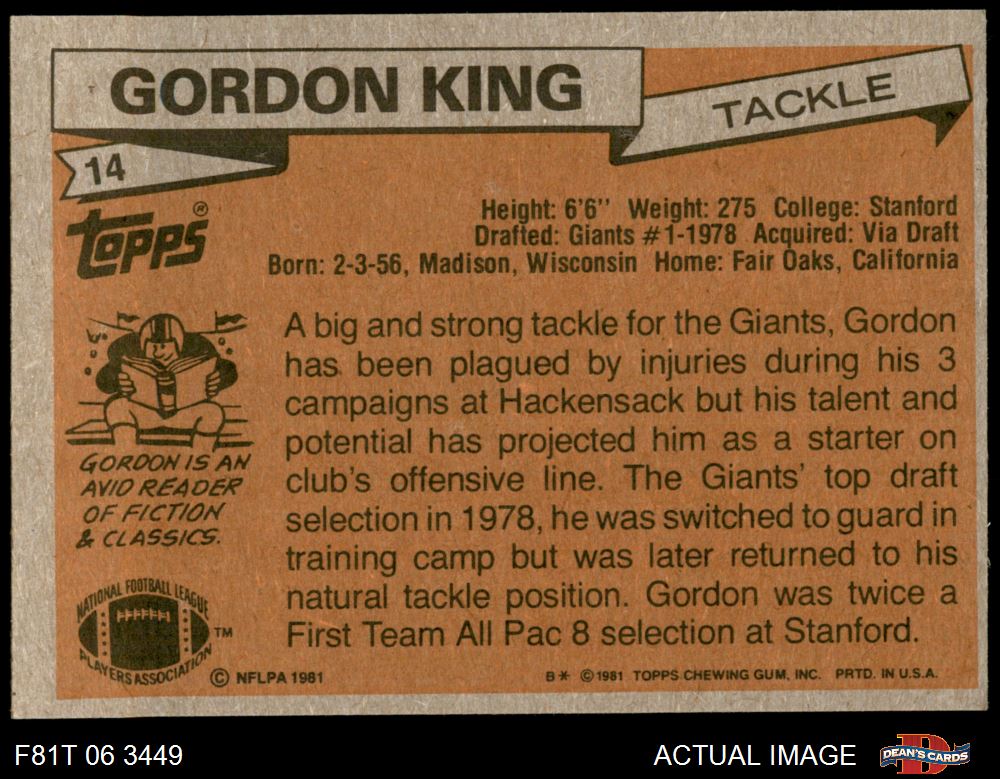 GORDON KING
TACKLE
14
Topps®
Height: 6'6'' Weight: 275 College: Stanford
Drafted: Giants #1-1978 Acquired: Via Draft
Born: 2-3-56, Madison, Wisconsin Home: Fair Oaks, California
A big and strong tackle for the Giants, Gordon
has been plagued by injuries during his 3
campaigns at Hackensack but his talent and
potential has projected him as a starter on
club's offensive line. The Giants' top draft
selection in 1978, he was switched to guard in
training camp but was later returned to his
natural tackle position. Gordon was twice a
First Team All Pac 8 selection at Stanford.
GORDON IS AN
AVID READER
OF FICTION
& CLASSICS.
NATIONAL FOOTBALL LEAGUE
PLAYERS ASSOCIATION
TM
© NFLPA 1981
B* © 1981 TOPPS CHEWING GUM, INC. PRTD. IN U.S.A.
F81T 06 3449
ACTUAL IMAGE
DEAN'S CARDS